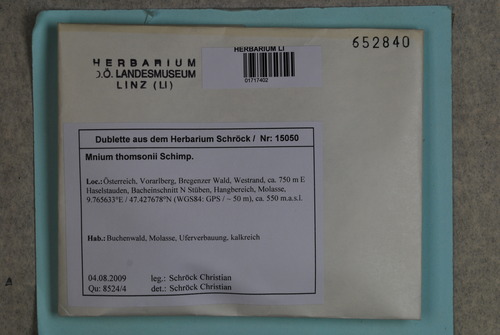 HERBARIUM
O.Ö. LANDESMUSEUM
LINZ (LI)
HERBARIUM LI
01717402
652840
Dublette aus dem Herbarium Schröck / Nr: 15050
Mnium thomsonii Schimp.
Loc.: Österreich, Vorarlberg, Bregenzer Wald, Westrand, ca. 750 m E
Haselstauden, Bacheinschnitt N Stüben, Hangbereich, Molasse,
9.765633°E / 47.427678°N (WGS84: GPS / ~ 50 m), ca. 550 m.a.s.l.
Hab.: Buchenwald, Molasse, Uferverbauung, kalkreich
04.08.2009 leg.: Schröck Christian
Qu: 8524/4 det.: Schröck Christian